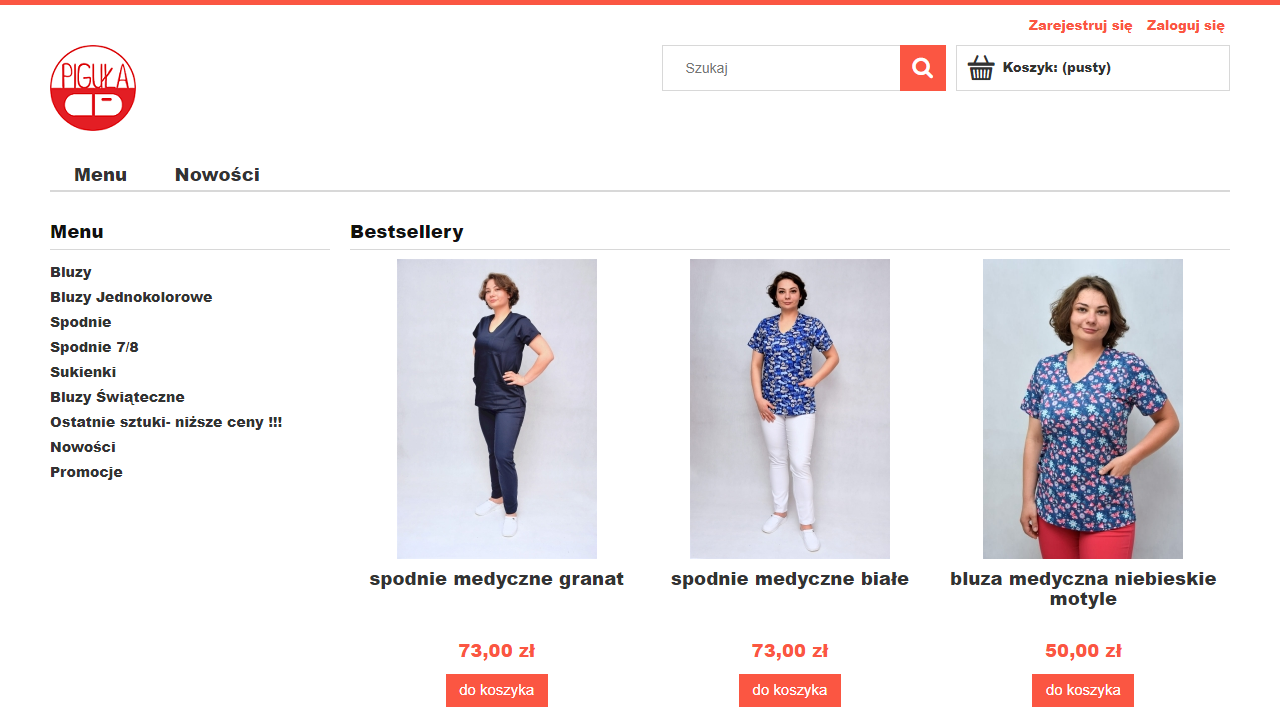 Zarejestruj się Zaloguj się
PIGUŁA
Szukaj
Koszyk: (pusty)
Menu Nowości
Menu
Bluzy
Bluzy Jednokolorowe
Spodnie
Spodnie 7/8
Sukienki
Bluzy Świąteczne
Ostatnie sztuki- niższe ceny !!!
Nowości
Promocje
Bestsellery
spodnie medyczne granat
73,00 zł
do koszyka
spodnie medyczne białe
73,00 zł
do koszyka
bluza medyczna niebieskie
motyle
50,00 zł
do koszyka